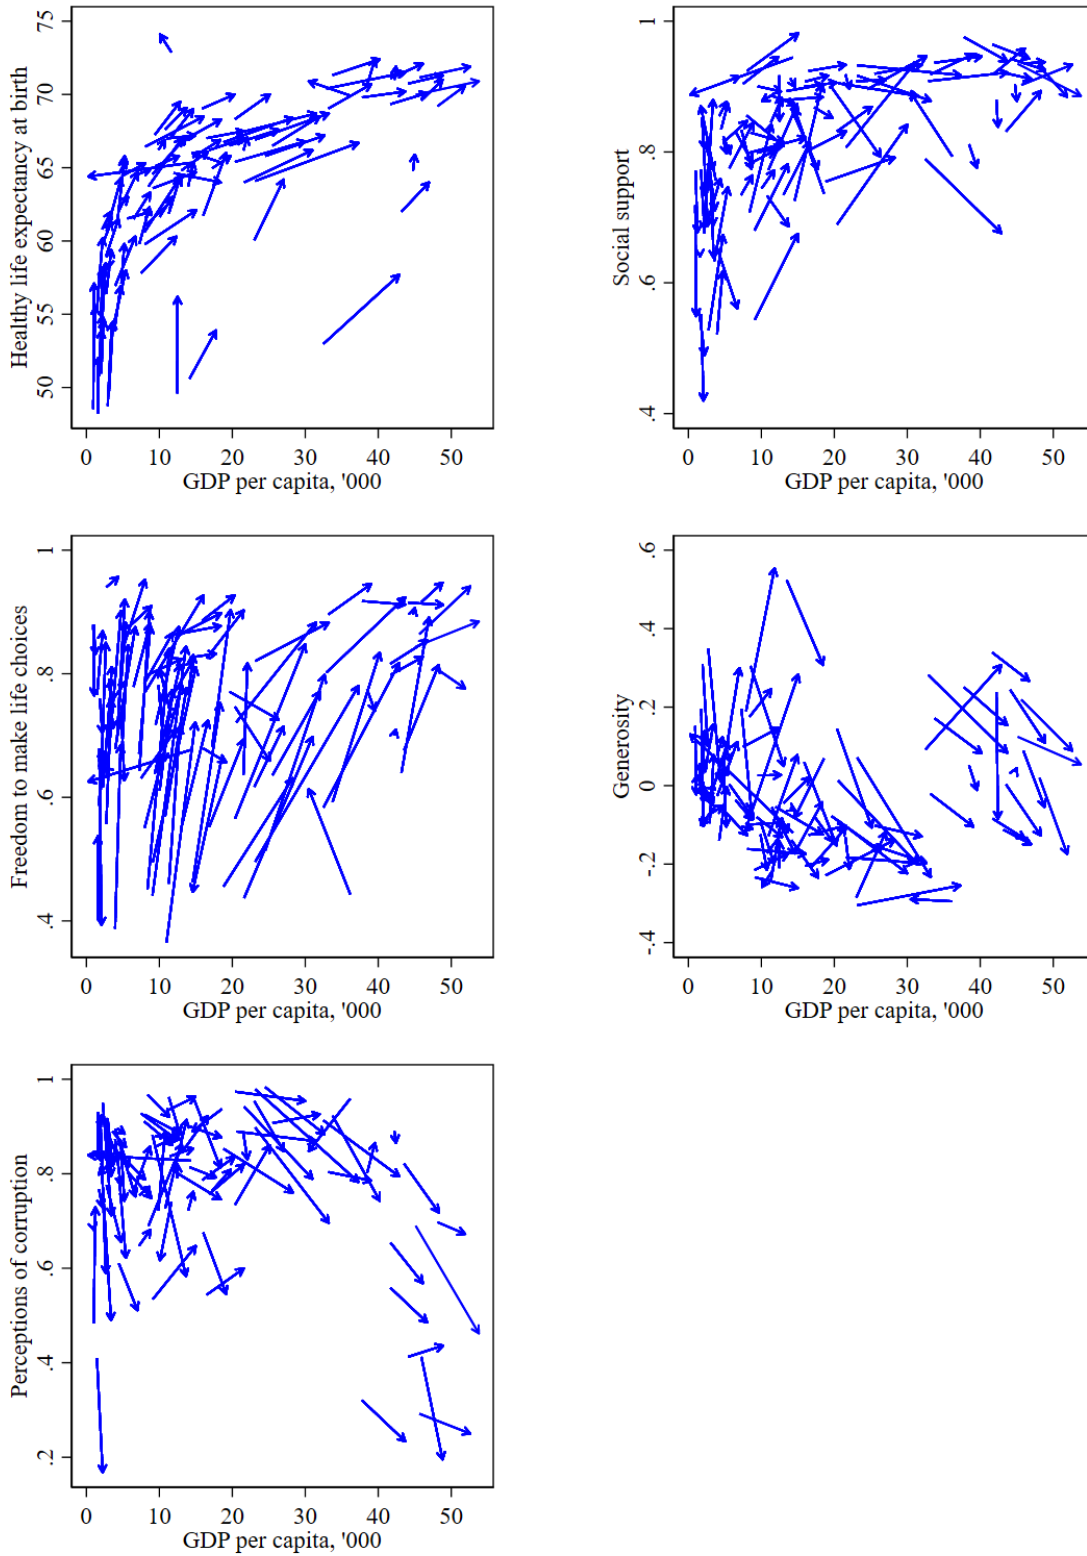 75
70
65
60
55
50
Healthy life expectancy at birth
0 10 20 30 40 50
GDP per capita, '000
1
.8
.6
.4
Social support
0 10 20 30 40 50
GDP per capita, '000
1
.8
.6
.4
Freedom to make life choices
0 10 20 30 40 50
GDP per capita, '000
.6
.4
.2
0
-.2
-.4
Generosity
0 10 20 30 40 50
GDP per capita, '000
1
.8
.6
.4
.2
Perceptions of corruption
0 10 20 30 40 50
GDP per capita, '000